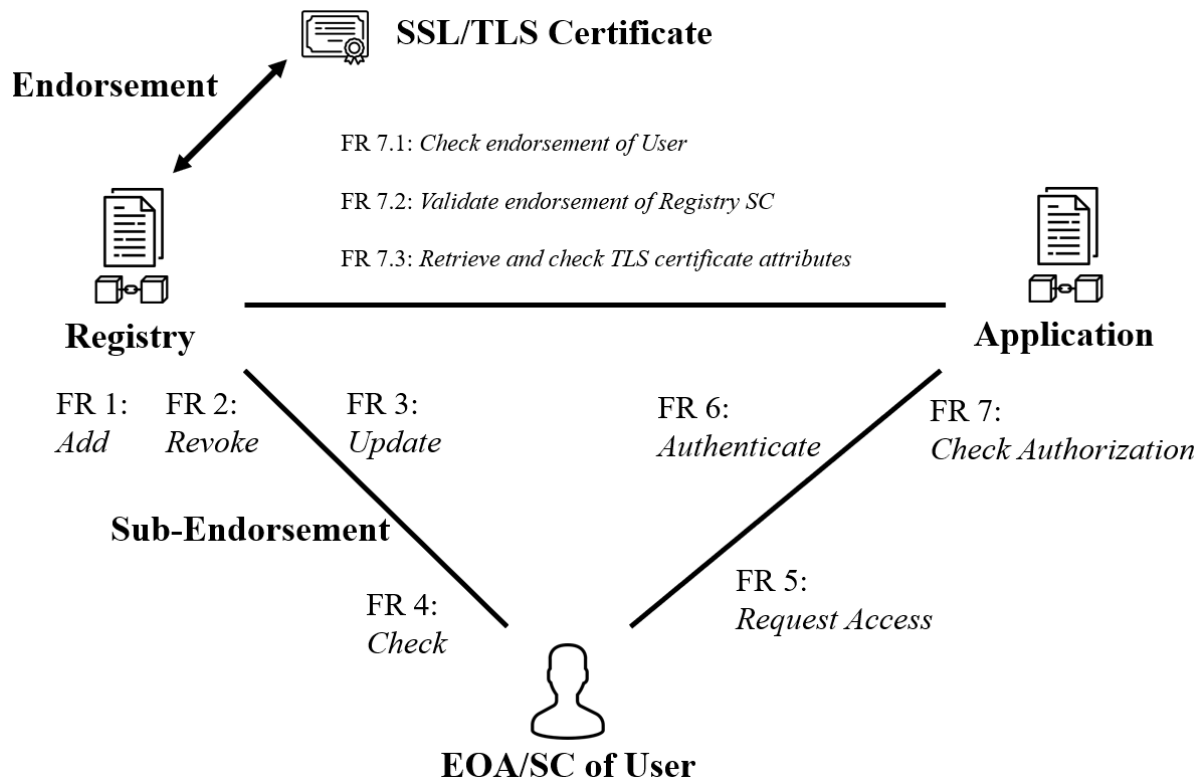 SSL/TLS Certificate
Endorsement
FR 7.1: Check endorsement of User
FR 7.2: Validate endorsement of Registry SC
FR 7.3: Retrieve and check TLS certificate attributes
Registry
Application
FR 1:
Add
FR 2:
Revoke
FR 3:
Update
FR 6:
Authenticate
FR 7:
Check Authorization
Sub-Endorsement
FR 4:
Check
FR 5:
Request Access
EOA/SC of User